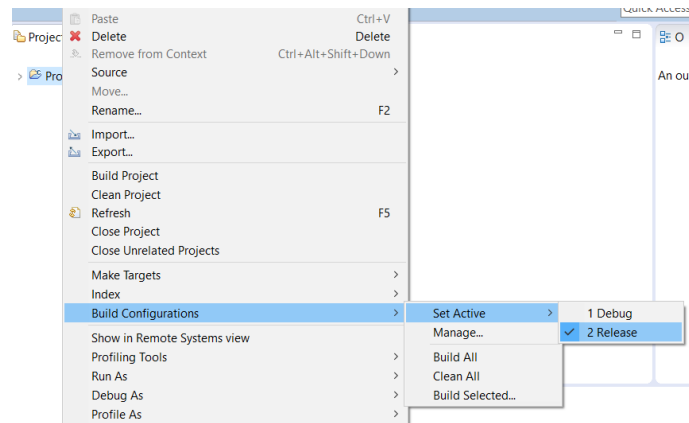 Quick Access
Paste Ctrl+V
Projec
Delete Delete
O
Remove from Context Ctrl+Alt+Shift+Down
Source
Pro
An ou
Move...
Rename... F2
Import...
Export...
Build Project
Clean Project
Refresh F5
Close Project
Close Unrelated Projects
Make Targets
Index
Build Configurations
Set Active
1 Debug
Manage...
2 Release
Show in Remote Systems view
Build All
Profiling Tools
Run As
Clean All
Debug As
Build Selected...
Profile As